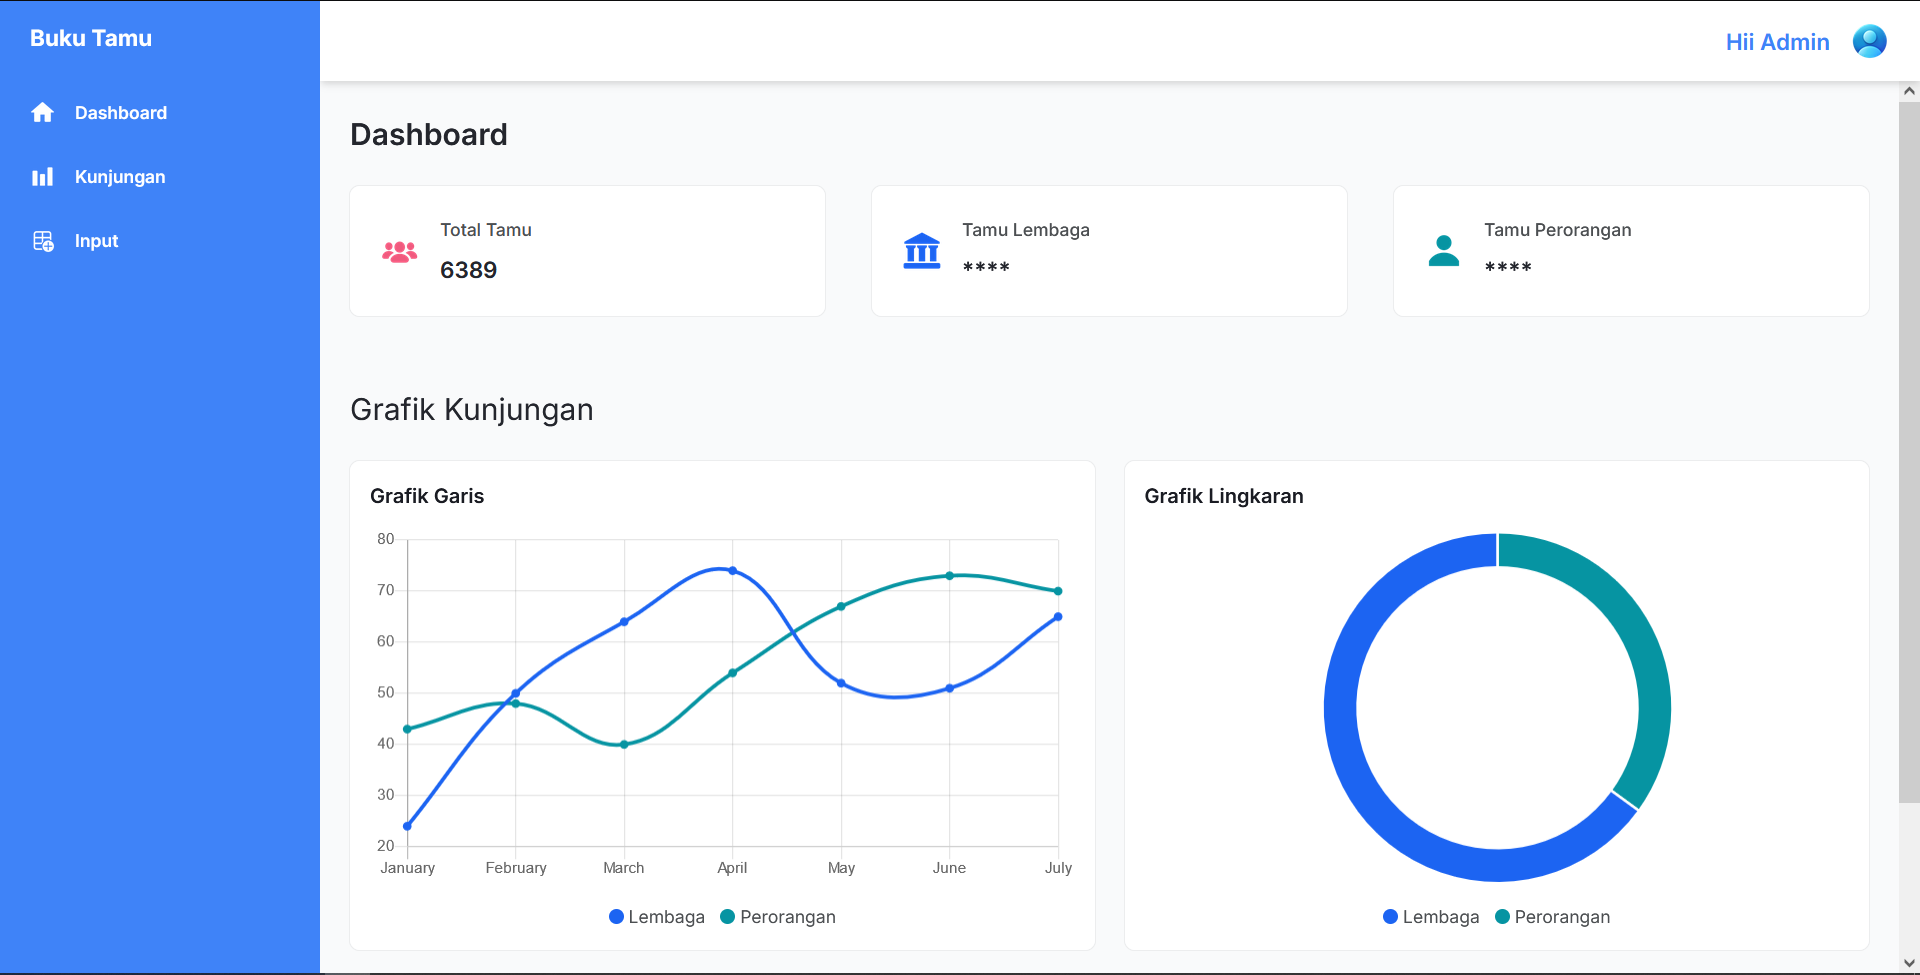 Buku Tamu
Hii Admin
Dashboard
Kunjungan
Input
Dashboard
Total Tamu
6389
Tamu Lembaga
****
Tamu Perorangan
****
Grafik Kunjungan
Grafik Garis
80
70
60
50
40
30
20
January February March April May June July
Lembaga Perorangan
Grafik Lingkaran
Lembaga Perorangan